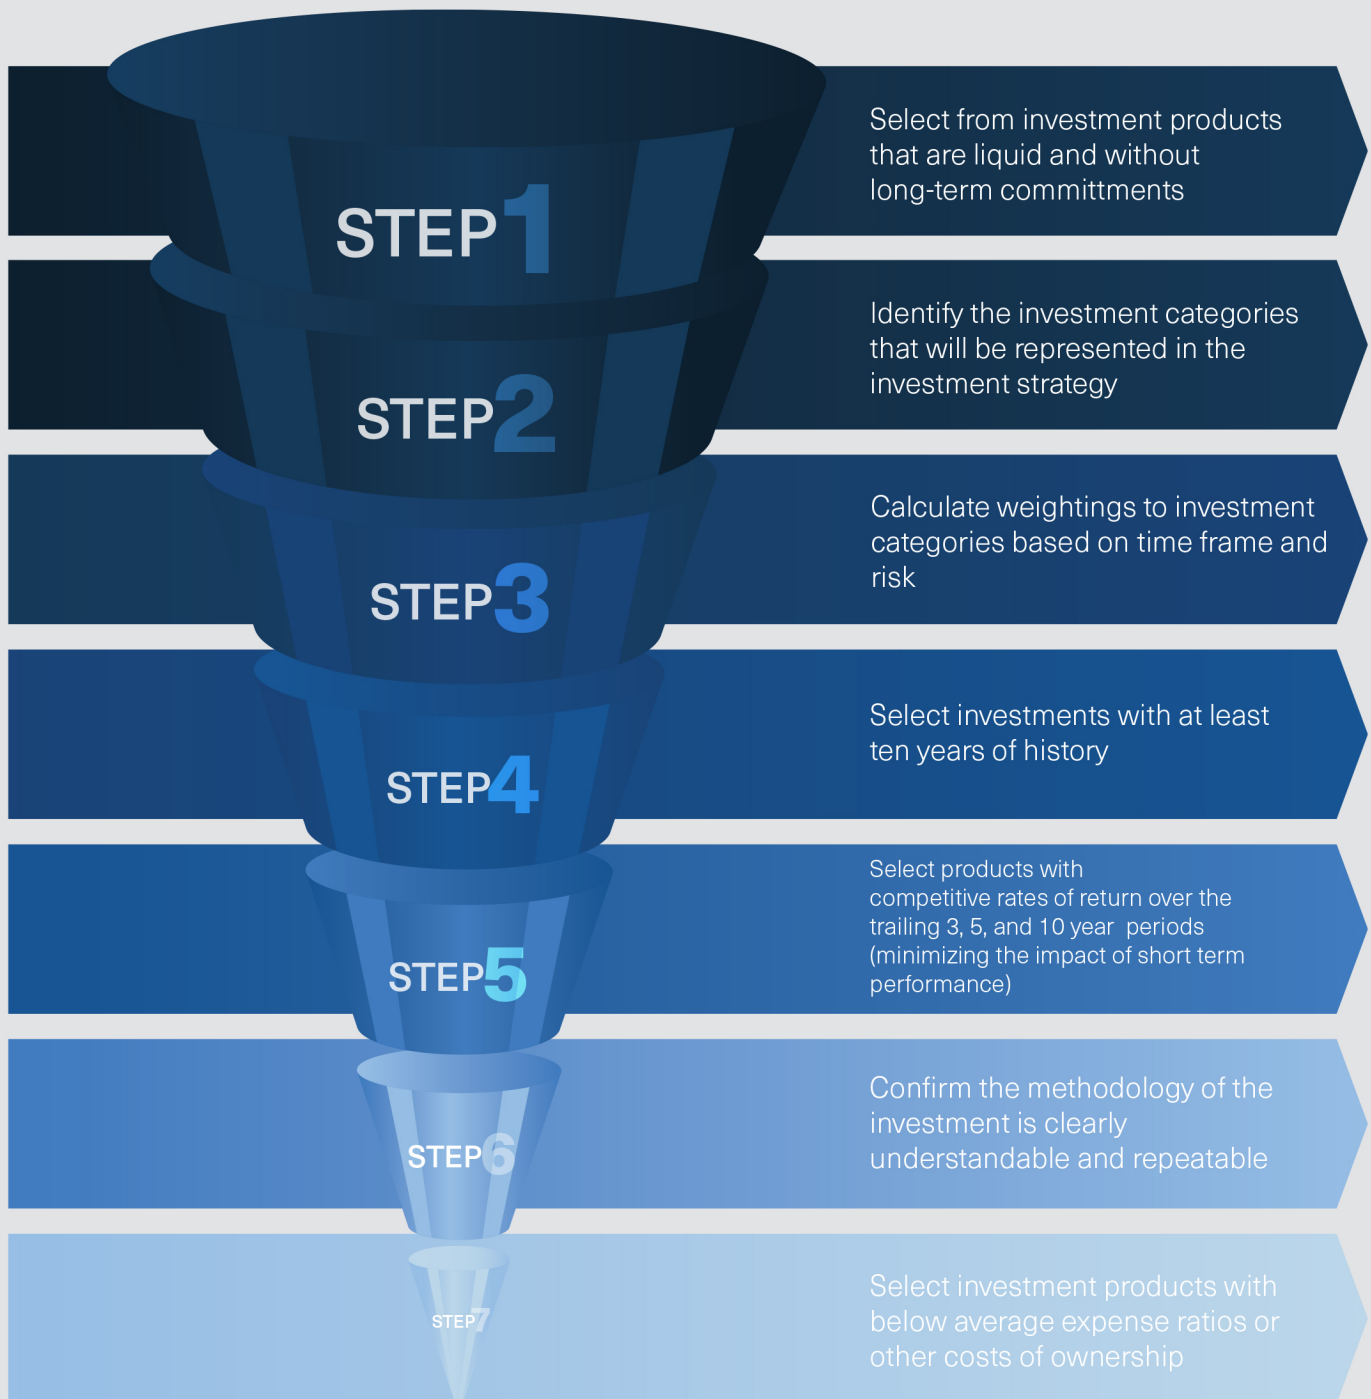 STEP1
Select from investment products
that are liquid and without
long-term committments
STEP2
Identify the investment categories
that will be represented in the
investment strategy
STEP3
Calculate weightings to investment
categories based on time frame and
risk
STEP4
Select investments with at least
ten years of history
STEP5
Select products with
competitive rates of return over the
trailing 3, 5, and 10 year periods
(minimizing the impact of short term
performance)
STEP6
Confirm the methodology of the
investment is clearly
understandable and repeatable
STEP7
Select investment products with
below average expense ratios or
other costs of ownership